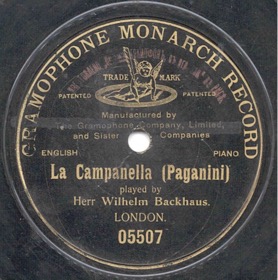 GRAMOPHONE MONARCH RECORD
TRADE MARK
PATENTED PATENTED
Manufactured by
The Gramophone Company, Limited,
and Sister Companies
ENGLISH PIANO
La Campanella (Paganini)
played by
Herr Wilhelm Backhaus.
LONDON.
05507